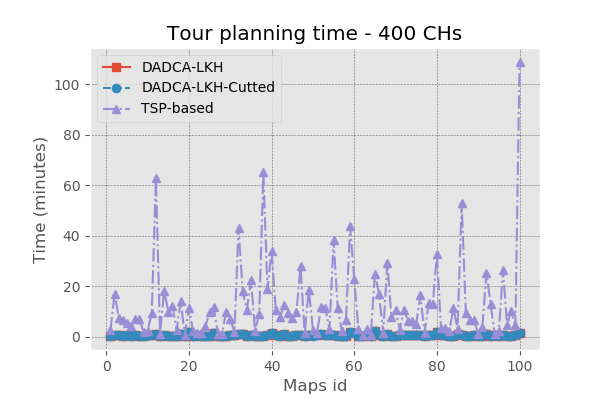 Tour planning time - 400 CHs
DADCA-LKH
DADCA-LKH-Cutted
TSP-based
Time (minutes)
100
80
60
40
20
0
0 20 40 60 80 100
Maps id